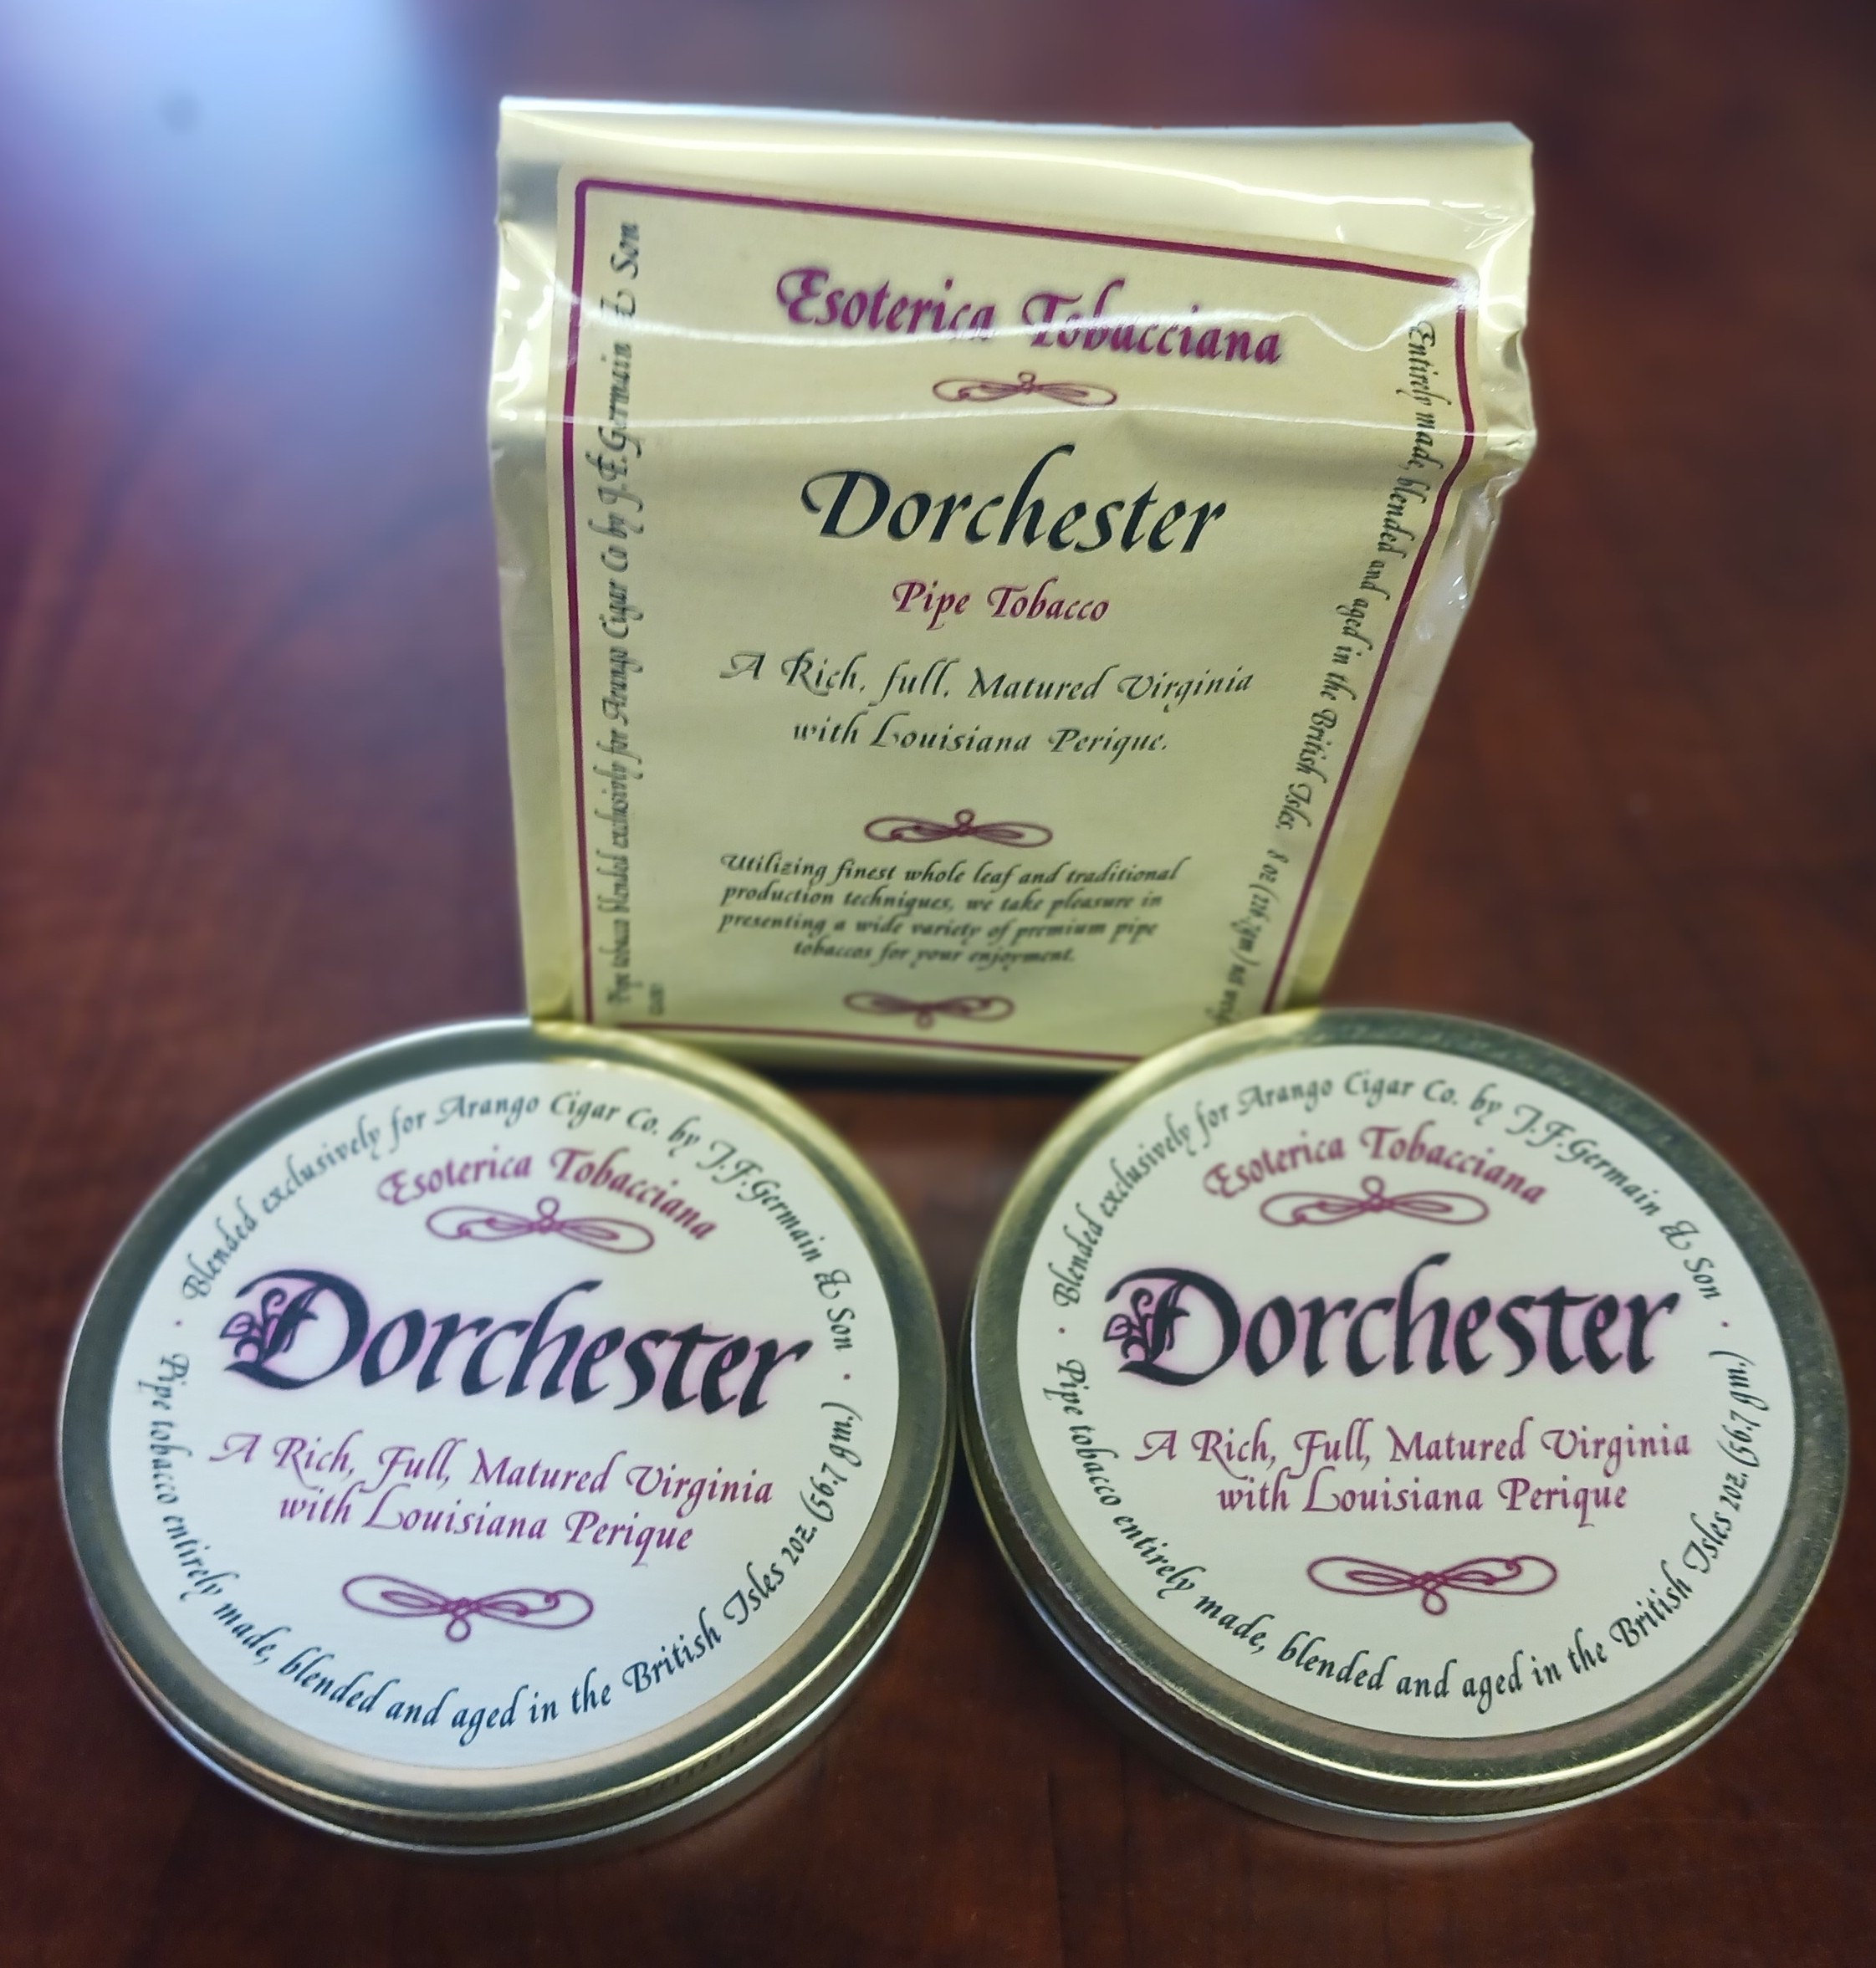 Esoterica Tobacciana
Dorchester
Pipe Tobacco
A Rich, full, Matured Virginia
with Louisiana Perique.
Utilizing finest whole leaf and traditional
production techniques, we take pleasure in
presenting a wide variety of premium pipe
tobaccos for your enjoyment.
Pipe tobacco blended exclusively for Arango Cigar Co by J.F.Germain & Son
Entirely made, blended and aged in the British Isles. 8 oz (226.7gm)
Blended exclusively for Arango Cigar Co. by J.F.Germain & Son
Esoterica Tobacciana
Dorchester
A Rich, Full, Matured Virginia
with Louisiana Perique
Pipe tobacco entirely made, blended and aged in the British Isles 2oz. (56.7 gm.)
Blended exclusively for Arango Cigar Co. by J.F.Germain & Son
Esoterica Tobacciana
Dorchester
A Rich, Full, Matured Virginia
with Louisiana Perique
Pipe tobacco entirely made, blended and aged in the British Isles 2oz. (56.7 gm.)